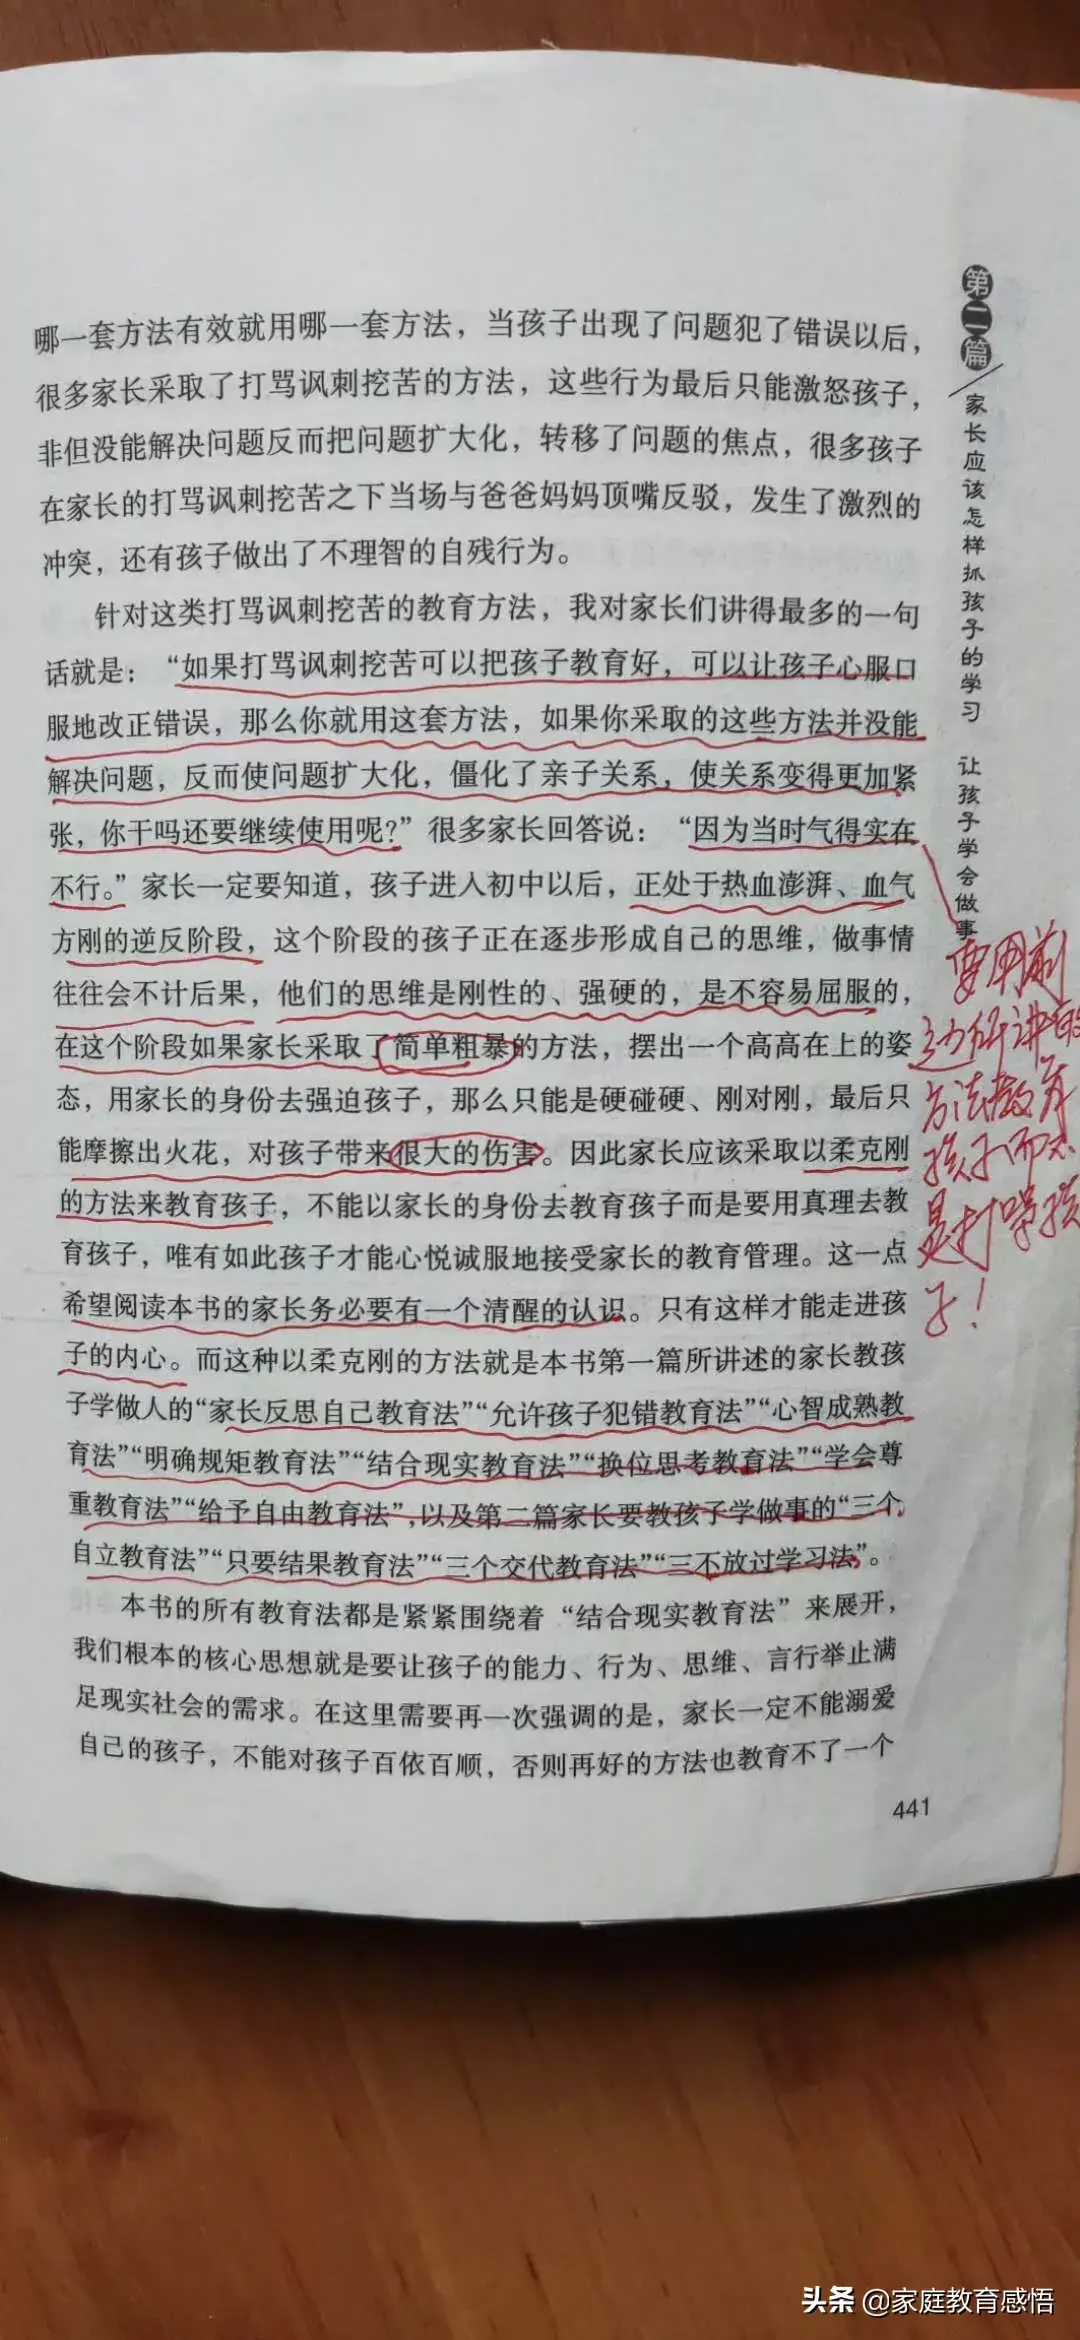 哪一套方法有效就用哪一套方法，当孩子出现了问题犯了错误以后，
很多家长采取了打骂讽刺挖苦的方法，这些行为最后只能激怒孩子，
非但没能解决问题反而把问题扩大化，转移了问题的焦点，很多孩子
在家长的打骂讽刺挖苦之下当场与爸爸妈妈顶嘴反驳，发生了激烈的
冲突，还有孩子做出了不理智的自残行为。
针对这类打骂讽刺挖苦的教育方法，我对家长们讲得最多的一句
话就是：“如果打骂讽刺挖苦可以把孩子教育好，可以让孩子心服口
服地改正错误，那么你就用这套方法，如果你采取的这些方法并没能
解决问题，反而使问题扩大化，僵化了亲子关系，使关系变得更加紧
张，你干吗还要继续使用呢？”很多家长回答说：“因为当时气得实在
不行。”家长一定要知道，孩子进入初中以后，正处于热血澎湃、血气
方刚的逆反阶段，这个阶段的孩子正在逐步形成自己的思维，做事情
往往会不计后果，他们的思维是刚性的、强硬的，是不容易屈服的，
在这个阶段如果家长采取了简单粗暴的方法，摆出一个高高在上的姿
态，用家长的身份去强迫孩子，那么只能是硬碰硬、刚对刚，最后只
能摩擦出火花，对孩子带来很大的伤害。因此家长应该采取以柔克刚
的方法来教育孩子，不能以家长的身份去教育孩子而是要用真理去教
育孩子，唯有如此孩子才能心悦诚服地接受家长的教育管理。这一点
希望阅读本书的家长务必要有一个清醒的认识。只有这样才能走进孩
子的内心。而这种以柔克刚的方法就是本书第一篇所讲述的家长教孩
子学做人的“家长反思自己教育法”“允许孩子犯错教育法”“心智成熟教
育法”“明确规矩教育法”“结合现实教育法”“换位思考教育法”“学会尊
重教育法”“给予自由教育法”,以及第二篇家长要教孩子学做事的“三个
自立教育法”“只要结果教育法”“三个交代教育法”“三不放过学习法”。
本书的所有教育法都是紧紧围绕着“结合现实教育法”来展开，
我们根本的核心思想就是要让孩子的能力、行为、思维、言行举止满
足现实社会的需求。在这里需要再一次强调的是，家长一定不能溺爱
自己的孩子，不能对孩子百依百顺，否则再好的方法也教育不了一个
441
第二篇
家长应该怎样抓孩子的学习 让孩子学会做事
要用前
边所讲的
方法教育
孩子而不
是打骂孩
子！
头条 @家庭教育感悟